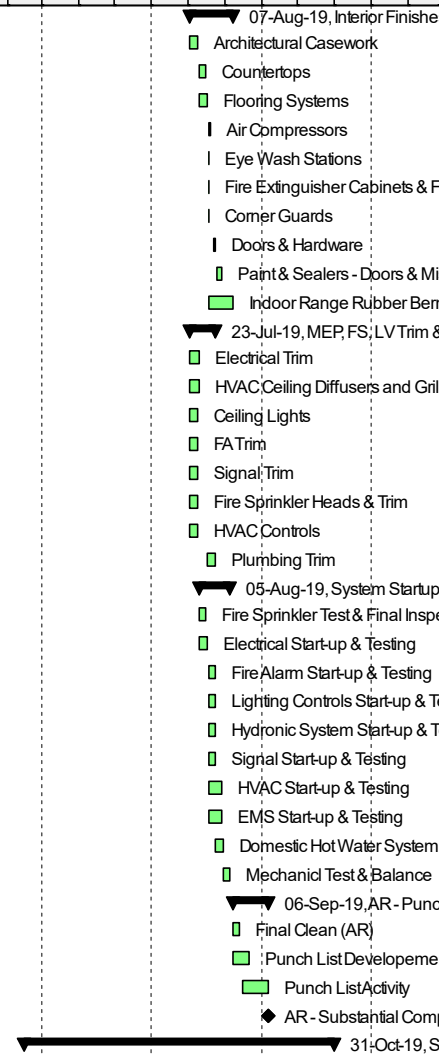 07-Aug-19, Interior Finishe
Architectural Casework
Countertops
Flooring Systems
Air Compressors
Eye Wash Stations
Fire Extinguisher Cabinets & F
Corner Guards
Doors & Hardware
Paint & Sealers - Doors & Mi
Indoor Range Rubber Berr
23-Jul-19, MEP, FS, LV Trim &
Electrical Trim
HVAC Ceiling Diffusers and Gril
Ceiling Lights
FA Trim
Signal Trim
Fire Sprinkler Heads & Trim
HVAC Controls
Plumbing Trim
05-Aug-19, System Startup
Fire Sprinkler Test & Final Inspe
Electrical Start-up & Testing
Fire Alarm Start-up & Testing
Lighting Controls Start-up & Te
Hydronic System Start-up & T
Signal Start-up & Testing
HVAC Start-up & Testing
EMS Start-up & Testing
Domestic Hot Water System
Mechanicl Test & Balance
06-Sep-19, AR - Punc
Final Clean (AR)
Punch List Developeme
Punch List Activity
AR - Substantial Comp
31-Oct-19, S